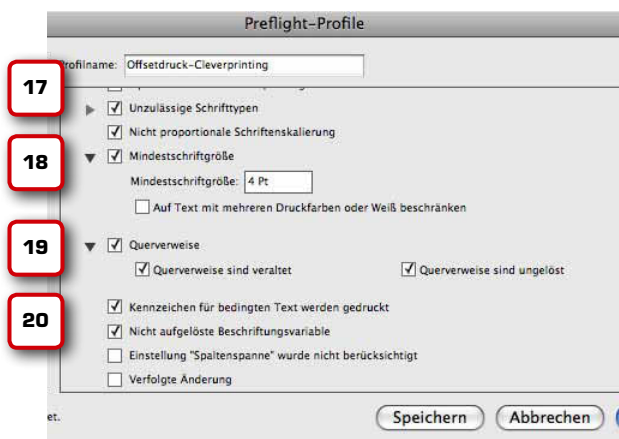 Preflight-Profile
Profilname: Offsetdruck-Cleverprinting
17
Unzulässige Schrifttypen
Nicht proportionale Schriftenskalierung
18
Mindestschriftgröße
Mindestschriftgröße: 4 Pt
Auf Text mit mehreren Druckfarben oder Weiß beschränken
19
Querverweise
Querverweise sind veraltet Querverweise sind ungelöst
20
Kennzeichen für bedingten Text werden gedruckt
Nicht aufgelöste Beschriftungsvariable
Einstellung "Spaltenspanne" wurde nicht berücksichtigt
Verfolgte Änderung
et. Speichern Abbrechen